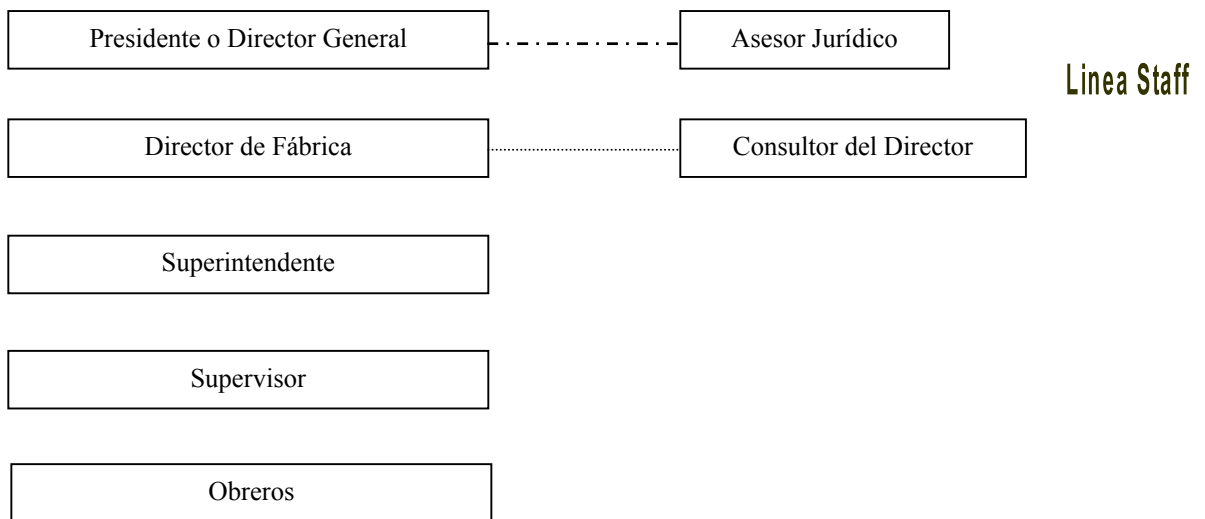 Presidente o Director General
Asesor Jurídico
Linea Staff
Director de Fábrica
Consultor del Director
Superintendente
Supervisor
Obreros